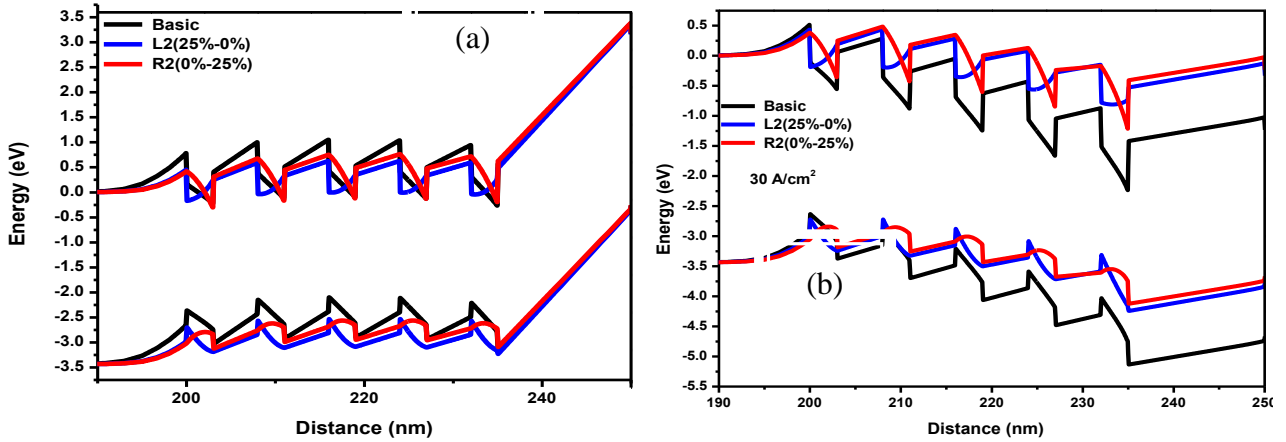 3.5
3.0
2.5
2.0
1.5
1.0
0.5
0.0
-0.5
-1.0
-1.5
-2.0
-2.5
-3.0
-3.5
Energy (eV)
Basic
L2(25%-0%)
R2(0%-25%)
(a)
200
220
240
Distance (nm)
0.5
0.0
-0.5
-1.0
-1.5
-2.0
-2.5
-3.0
-3.5
-4.0
-4.5
-5.0
-5.5
Energy (eV)
Basic
L2(25%-0%)
R2(0%-25%)
30 A/cm²
(b)
190
200
210
220
230
240
250
Distance (nm)